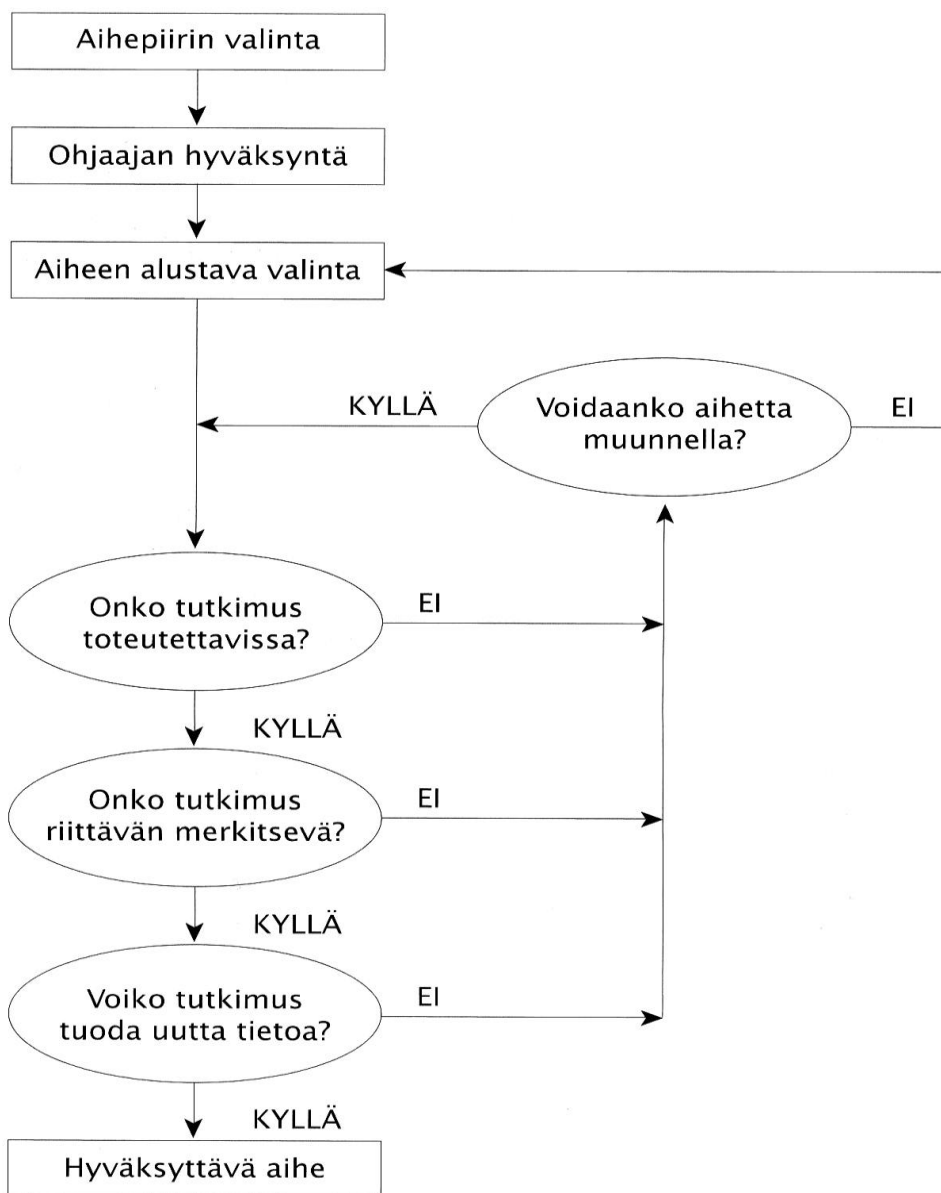 Aihepiirin valinta
Ohjaajan hyväksyntä
Aiheen alustava valinta
KYLLÄ
Voidaanko aihetta
muunnella?
EI
Onko tutkimus
toteutettavissa?
EI
KYLLÄ
Onko tutkimus
riittävän merkitsevä?
EI
KYLLÄ
Voiko tutkimus
tuoda uutta tietoa?
EI
KYLLÄ
Hyväksyttävä aihe